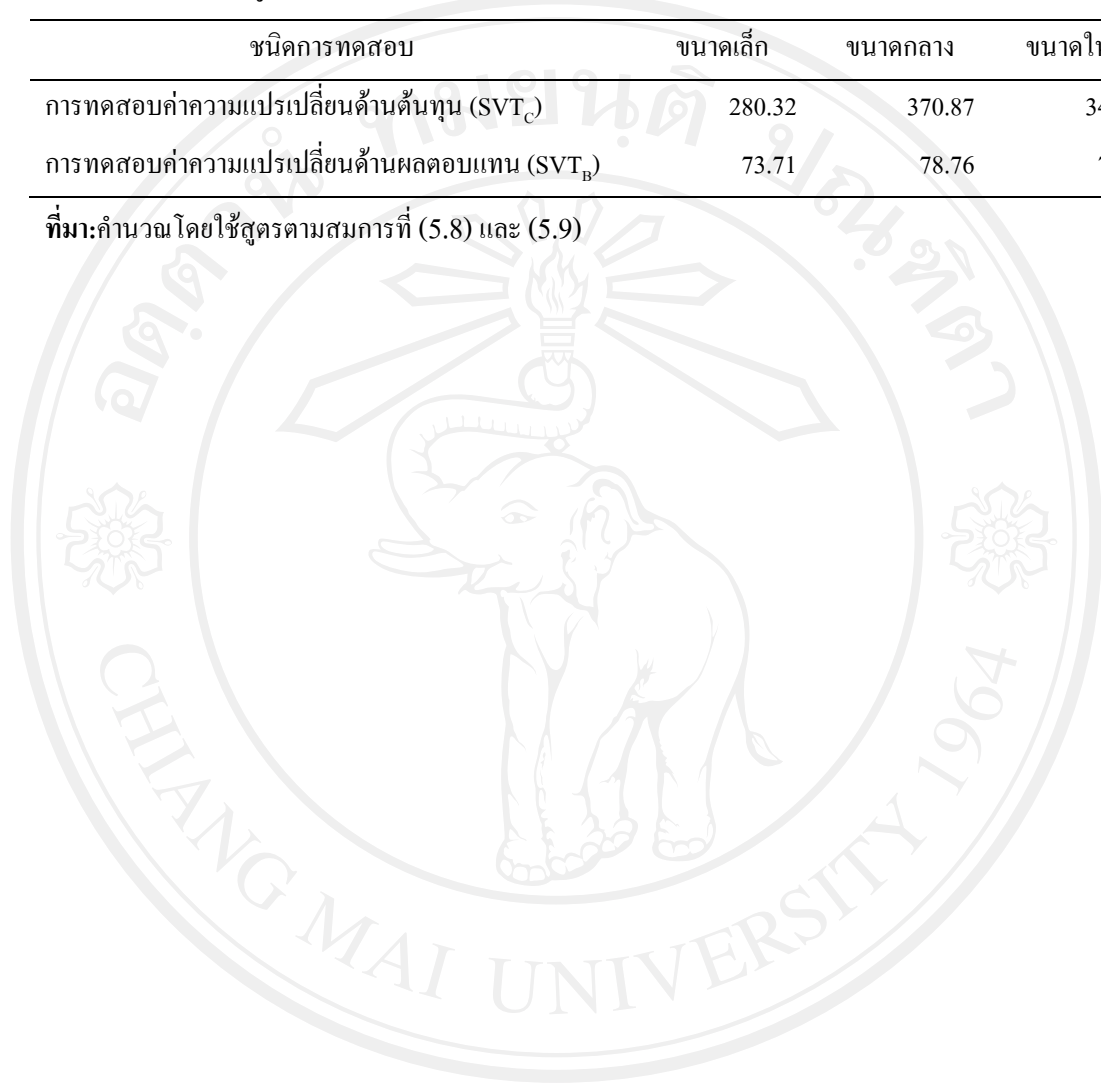 ชนิดการทดสอบ ขนาดเล็ก ขนาดกลาง
การทดสอบค่าความแปรเปลี่ยนด้านต้นทุน (SVT_C) 280.32 370.87
การทดสอบค่าความแปรเปลี่ยนด้านผลตอบแทน (SVT_B) 73.71 78.76
ที่มา:คำนวณโดยใช้สูตรตามสมการที่ (5.8) และ (5.9)
CHIANG MAI UNIVERSITY 1964